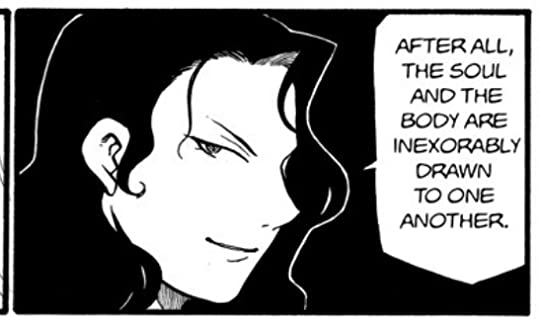 AFTER ALL,
THE SOUL
AND THE
BODY ARE
INEXORABLY
DRAWN
TO ONE
ANOTHER.